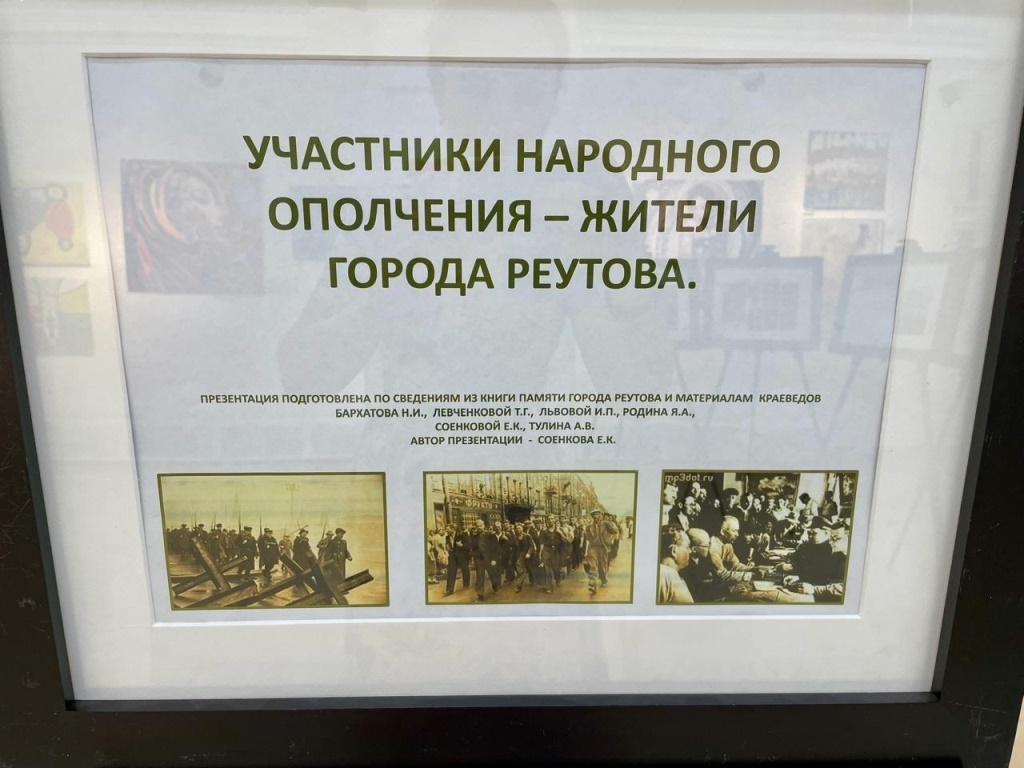 УЧАСТНИКИ НАРОДНОГО
ОПОЛЧЕНИЯ – ЖИТЕЛИ
ГОРОДА РЕУТОВА.
ПРЕЗЕНТАЦИЯ ПОДГОТОВЛЕНА ПО СВЕДЕНИЯМ ИЗ КНИГИ ПАМЯТИ ГОРОДА РЕУТОВА И МАТЕРИАЛАМ КРАЕВЕДОВ
БАРХАТОВА Н.И., ЛЕВЧЕНКОВОЙ Т.Г., ЛЬВОВОЙ И.П., РОДИНА Я.А.,
СОЕНКОВОЙ Е.К., ТУЛИНА А.В.
АВТОР ПРЕЗЕНТАЦИИ - СОЕНКОВА Е.К.
ФРУКТЫ
mp3dot.ru